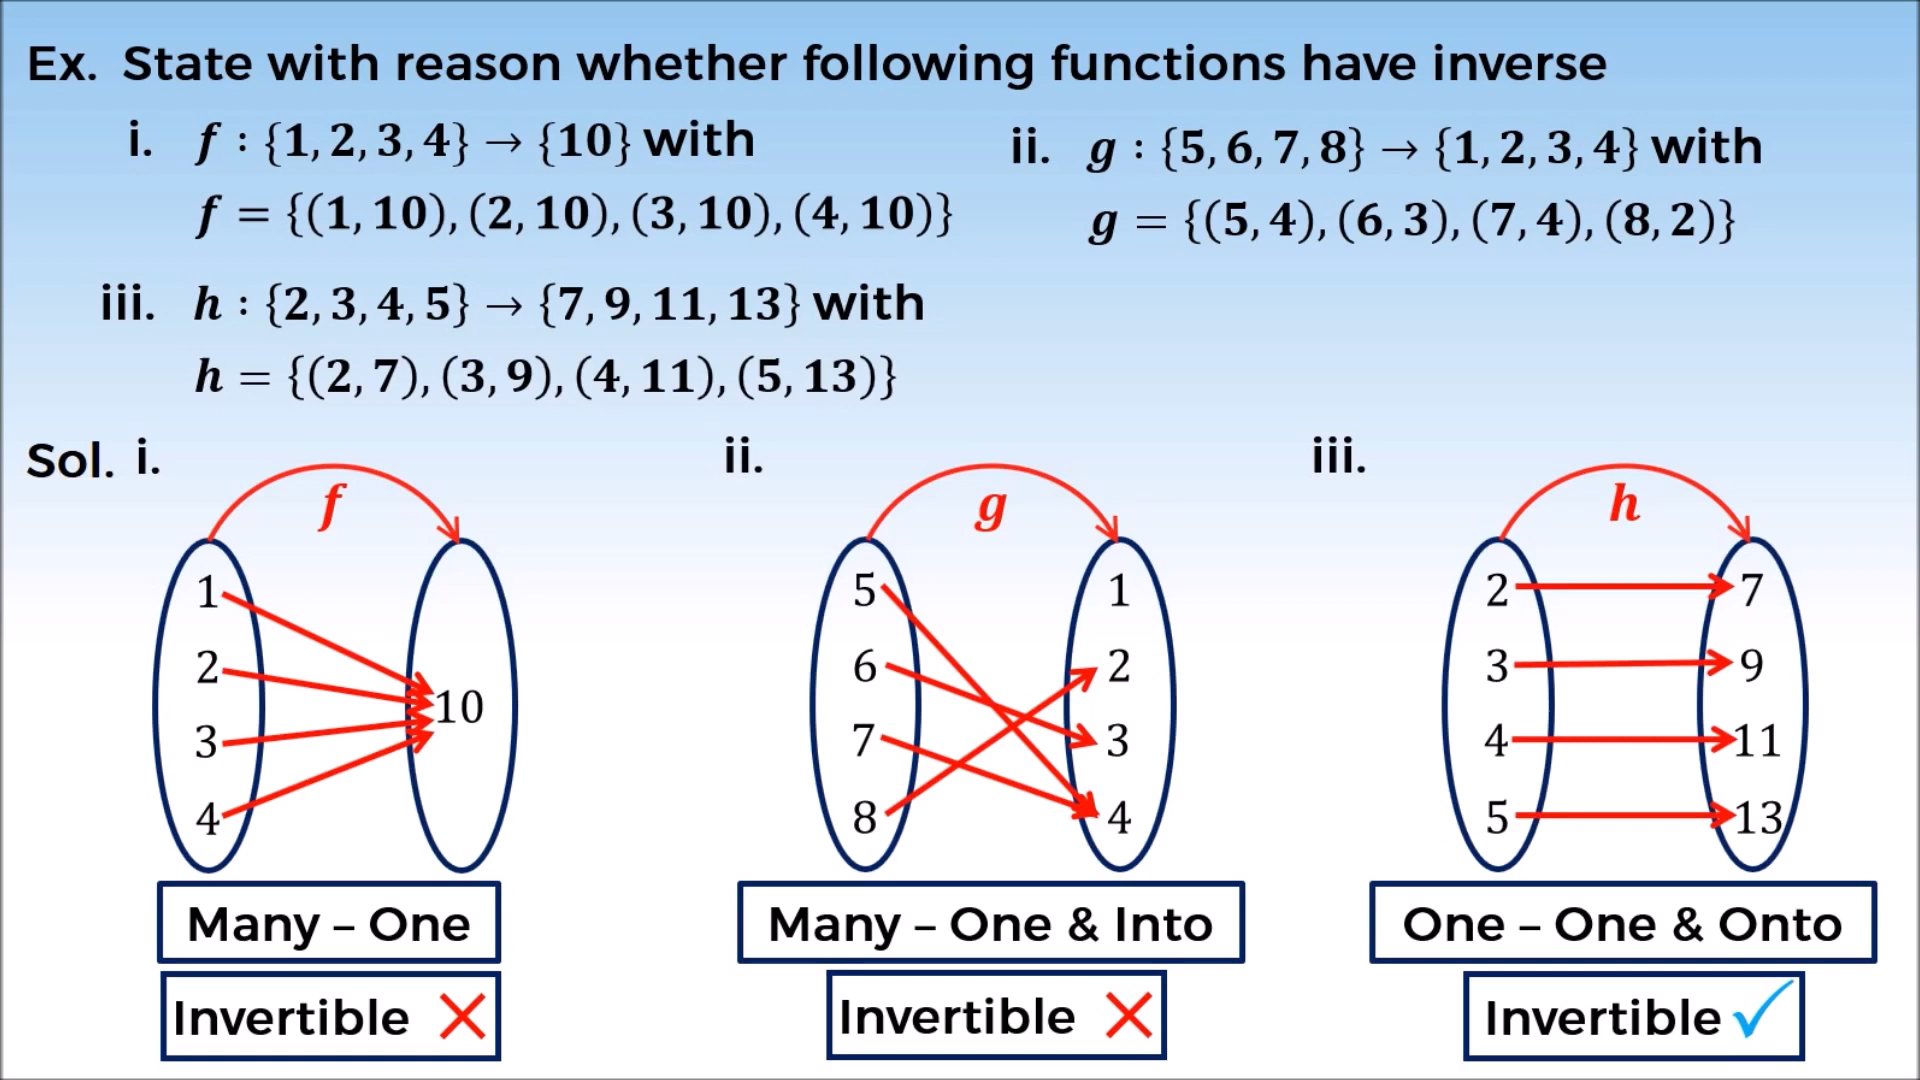 Ex. State with reason whether following functions have inverse
i. f : {1, 2, 3, 4} → {10} with
f = {(1, 10), (2, 10), (3, 10), (4, 10)}
ii. g : {5, 6, 7, 8} → {1, 2, 3, 4} with
g = {(5, 4), (6, 3), (7, 4), (8, 2)}
iii. h : {2, 3, 4, 5} → {7, 9, 11, 13} with
h = {(2, 7), (3, 9), (4, 11), (5, 13)}
Sol. i.
f
1
2
3
4
10
Many – One
Invertible
ii.
g
5
6
7
8
1
2
3
4
Many – One & Into
Invertible
iii.
h
2
3
4
5
7
9
11
13
One – One & Onto
Invertible